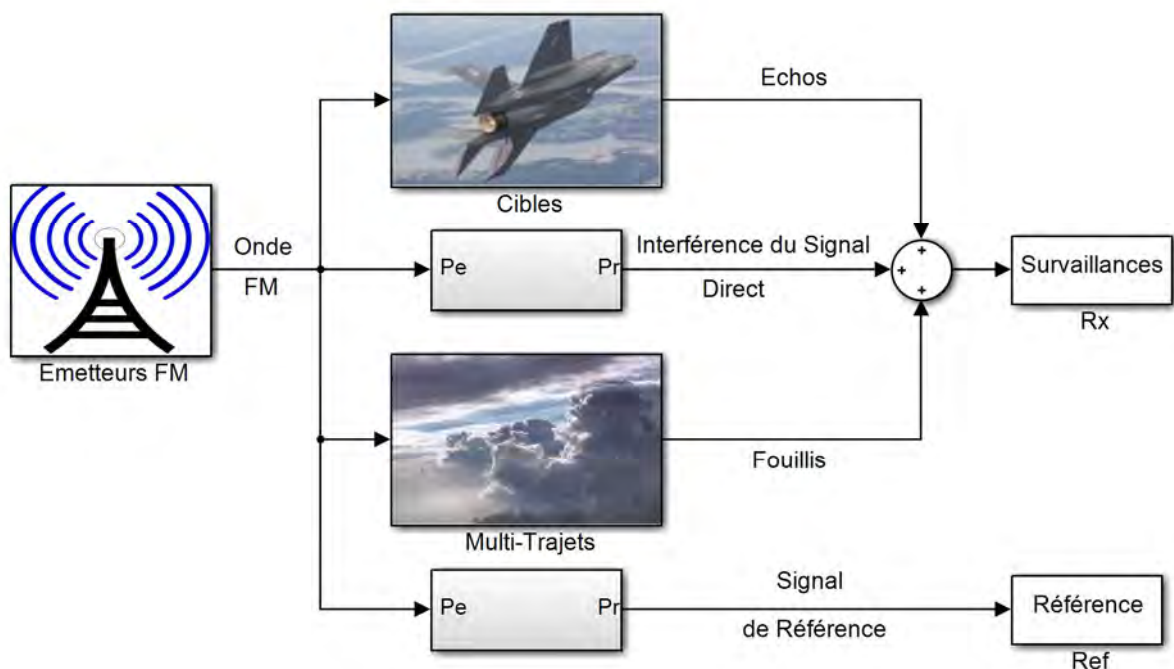 Echos
Cibles
Onde
FM
Emetteurs FM
Pe
Pr
Interférence du Signal
Direct
+
+
+
Survaillances
Rx
Fouillis
Multi-Trajets
Pe
Pr
Signal
de Référence
Référence
Ref